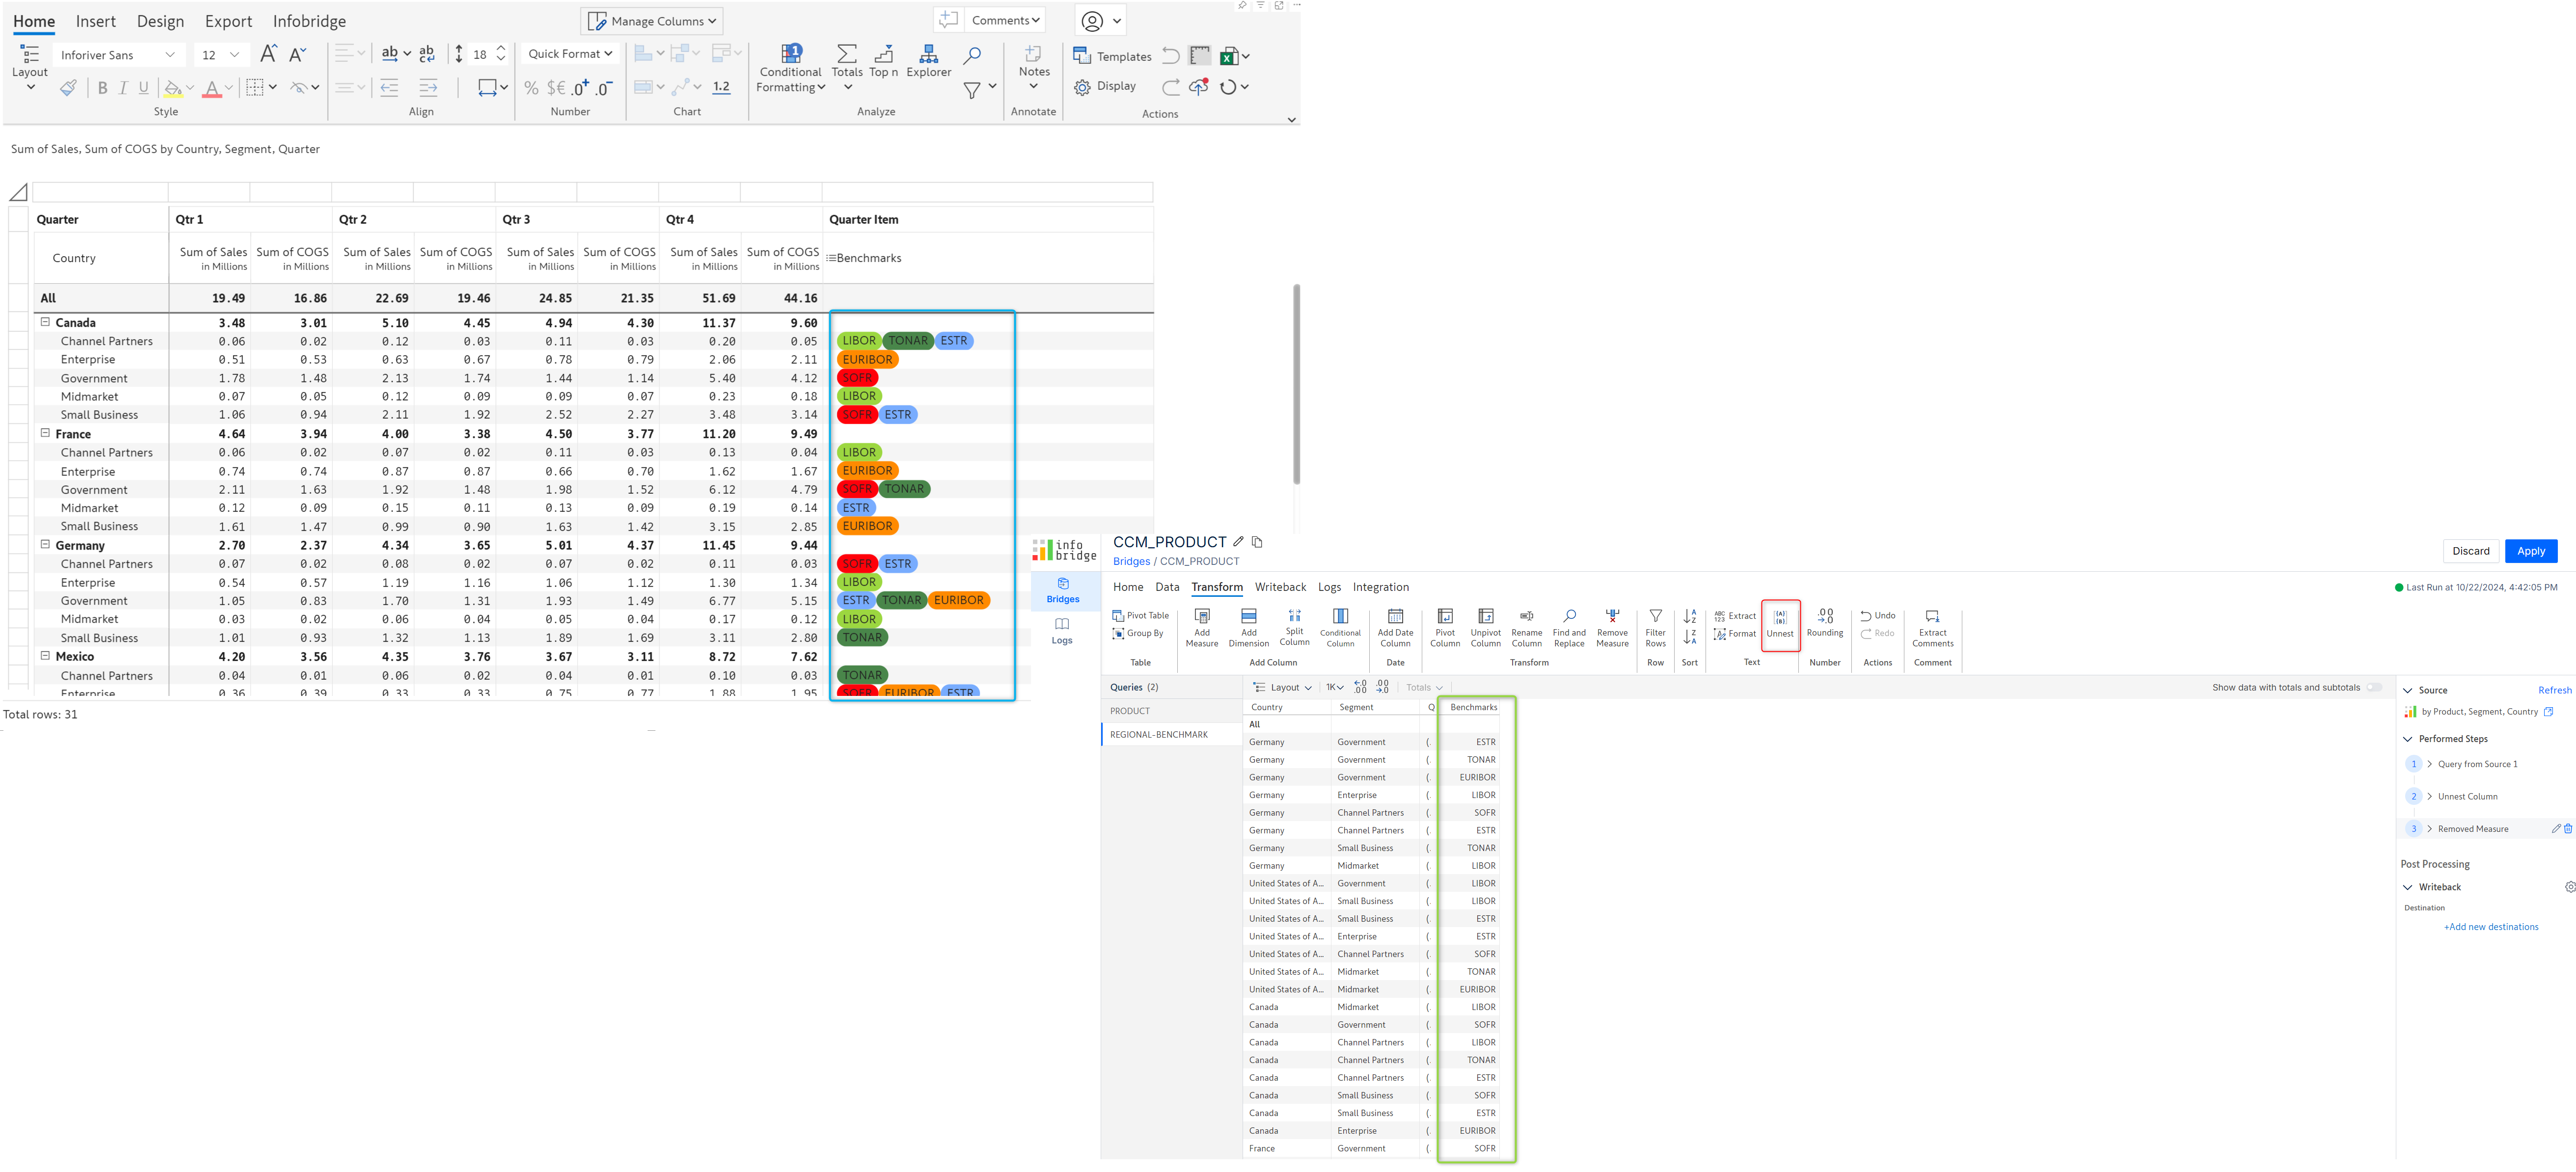 Home Insert Design Export Infobridge Manage Columns Comments
Layout Inforiver Sans 12 A A ab ab c 18 Quick Format 1 Conditional Formatting Totals Top n Explorer Notes Templates
B I U A % $€ .0+ .0- 1.2 Display
Style Align Number Chart Analyze Annotate Actions
Sum of Sales, Sum of COGS by Country, Segment, Quarter
Quarter Qtr 1 Qtr 2 Qtr 3 Qtr 4 Quarter Item
Country Sum of Sales Sum of COGS Sum of Sales Sum of COGS Sum of Sales Sum of COGS Sum of Sales Sum of COGS Benchmarks
in Millions in Millions in Millions in Millions in Millions in Millions in Millions in Millions
All 19.49 16.86 22.69 19.46 24.85 21.35 51.69 44.16
Canada 3.48 3.01 5.10 4.45 4.94 4.30 11.37 9.60
Channel Partners 0.06 0.02 0.12 0.03 0.11 0.03 0.20 0.05 LIBOR TONAR ESTR
Enterprise 0.51 0.53 0.63 0.67 0.78 0.79 2.06 2.11 EURIBOR
Government 1.78 1.48 2.13 1.74 1.44 1.14 5.40 4.12 SOFR
Midmarket 0.07 0.05 0.12 0.09 0.09 0.07 0.23 0.18 LIBOR
Small Business 1.06 0.94 2.11 1.92 2.52 2.27 3.48 3.14 SOFR ESTR
France 4.64 3.94 4.00 3.38 4.50 3.77 11.20 9.49
Channel Partners 0.06 0.02 0.07 0.02 0.11 0.03 0.13 0.04 LIBOR
Enterprise 0.74 0.74 0.87 0.87 0.66 0.70 1.62 1.67 EURIBOR
Government 2.11 1.63 1.92 1.48 1.98 1.52 6.12 4.79 SOFR TONAR
Midmarket 0.12 0.09 0.15 0.11 0.13 0.09 0.19 0.14 ESTR
Small Business 1.61 1.47 0.99 0.90 1.63 1.42 3.15 2.85 EURIBOR
Germany 2.70 2.37 4.34 3.65 5.01 4.37 11.45 9.44
Channel Partners 0.07 0.02 0.08 0.02 0.07 0.02 0.11 0.03 SOFR ESTR
Enterprise 0.54 0.57 1.19 1.16 1.06 1.12 1.30 1.34 LIBOR
Government 1.05 0.83 1.70 1.31 1.93 1.49 6.77 5.15 ESTR TONAR EURIBOR
Midmarket 0.03 0.02 0.06 0.04 0.05 0.04 0.17 0.12 LIBOR
Small Business 1.01 0.93 1.32 1.13 1.89 1.69 3.11 2.80 TONAR
Mexico 4.20 3.56 4.35 3.76 3.67 3.11 8.72 7.62
Channel Partners 0.04 0.01 0.06 0.02 0.04 0.01 0.10 0.03 TONAR
Enterprise 0.36 0.39 0.33 0.33 0.75 0.77 1.88 1.95 SOFR EURIBOR ESTR
Total rows: 31
info bridge
Bridges
Logs
CCM_PRODUCT
Bridges / CCM_PRODUCT
Discard Apply
Home Data Transform Writeback Logs Integration
Last Run at 10/22/2024, 4:42:05 PM
Pivot Table
Group By
Add Measure
Add Dimension
Split Column
Conditional Column
Add Date Column
Pivot Column
Unpivot Column
Rename Column
Find and Replace
Remove Measure
Filter Rows
A Z
Z A
ABC 123 Extract
Format
Unnest
Rounding
Undo
Redo
Extract Comments
Table Add Column Date Transform Row Sort Text Number Actions Comment
Queries (2)
PRODUCT
REGIONAL-BENCHMARK
Layout 1K Totals
Show data with totals and subtotals
Country Segment Q Benchmarks
All
Germany Government ( ESTR
Germany Government ( TONAR
Germany Government ( EURIBOR
Germany Enterprise ( LIBOR
Germany Channel Partners ( SOFR
Germany Channel Partners ( ESTR
Germany Small Business ( TONAR
Germany Midmarket ( LIBOR
United States of A... Government ( LIBOR
United States of A... Small Business ( LIBOR
United States of A... Small Business ( ESTR
United States of A... Enterprise ( ESTR
United States of A... Channel Partners ( SOFR
United States of A... Midmarket ( TONAR
United States of A... Midmarket ( EURIBOR
Canada Midmarket ( LIBOR
Canada Government ( SOFR
Canada Channel Partners ( LIBOR
Canada Channel Partners ( TONAR
Canada Channel Partners ( ESTR
Canada Small Business ( SOFR
Canada Small Business ( ESTR
Canada Enterprise ( EURIBOR
France Government ( SOFR
Source Refresh
by Product, Segment, Country
Performed Steps
1 Query from Source 1
2 Unnest Column
3 Removed Measure
Post Processing
Writeback
Destination
+Add new destinations